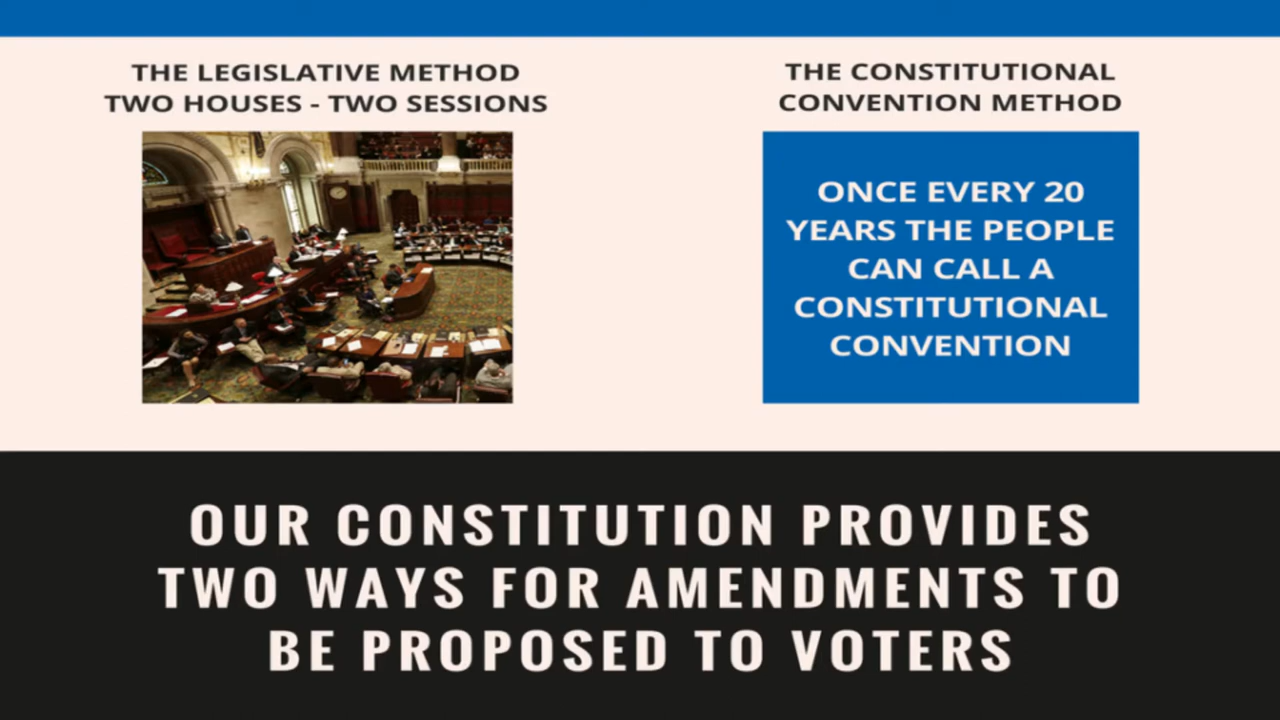 THE LEGISLATIVE METHOD
TWO HOUSES - TWO SESSIONS
THE CONSTITUTIONAL
CONVENTION METHOD
ONCE EVERY 20
YEARS THE PEOPLE
CAN CALL A
CONSTITUTIONAL
CONVENTION
OUR CONSTITUTION PROVIDES
TWO WAYS FOR AMENDMENTS TO
BE PROPOSED TO VOTERS